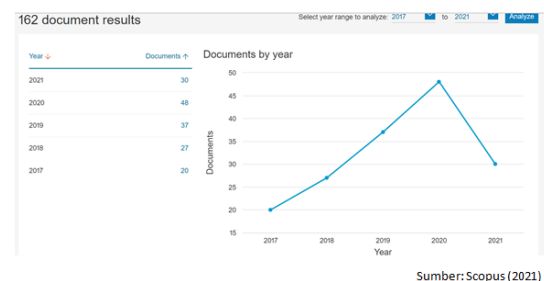 162 document results
Select year range to analyze: 2017 to 2021 Analyze
Year Documents
2021 30
2020 48
2019 37
2018 27
2017 20
Documents by year
Documents
50
45
40
35
30
25
20
15
2017 2018 2019 2020 2021
Year
Sumber: Scopus (2021)